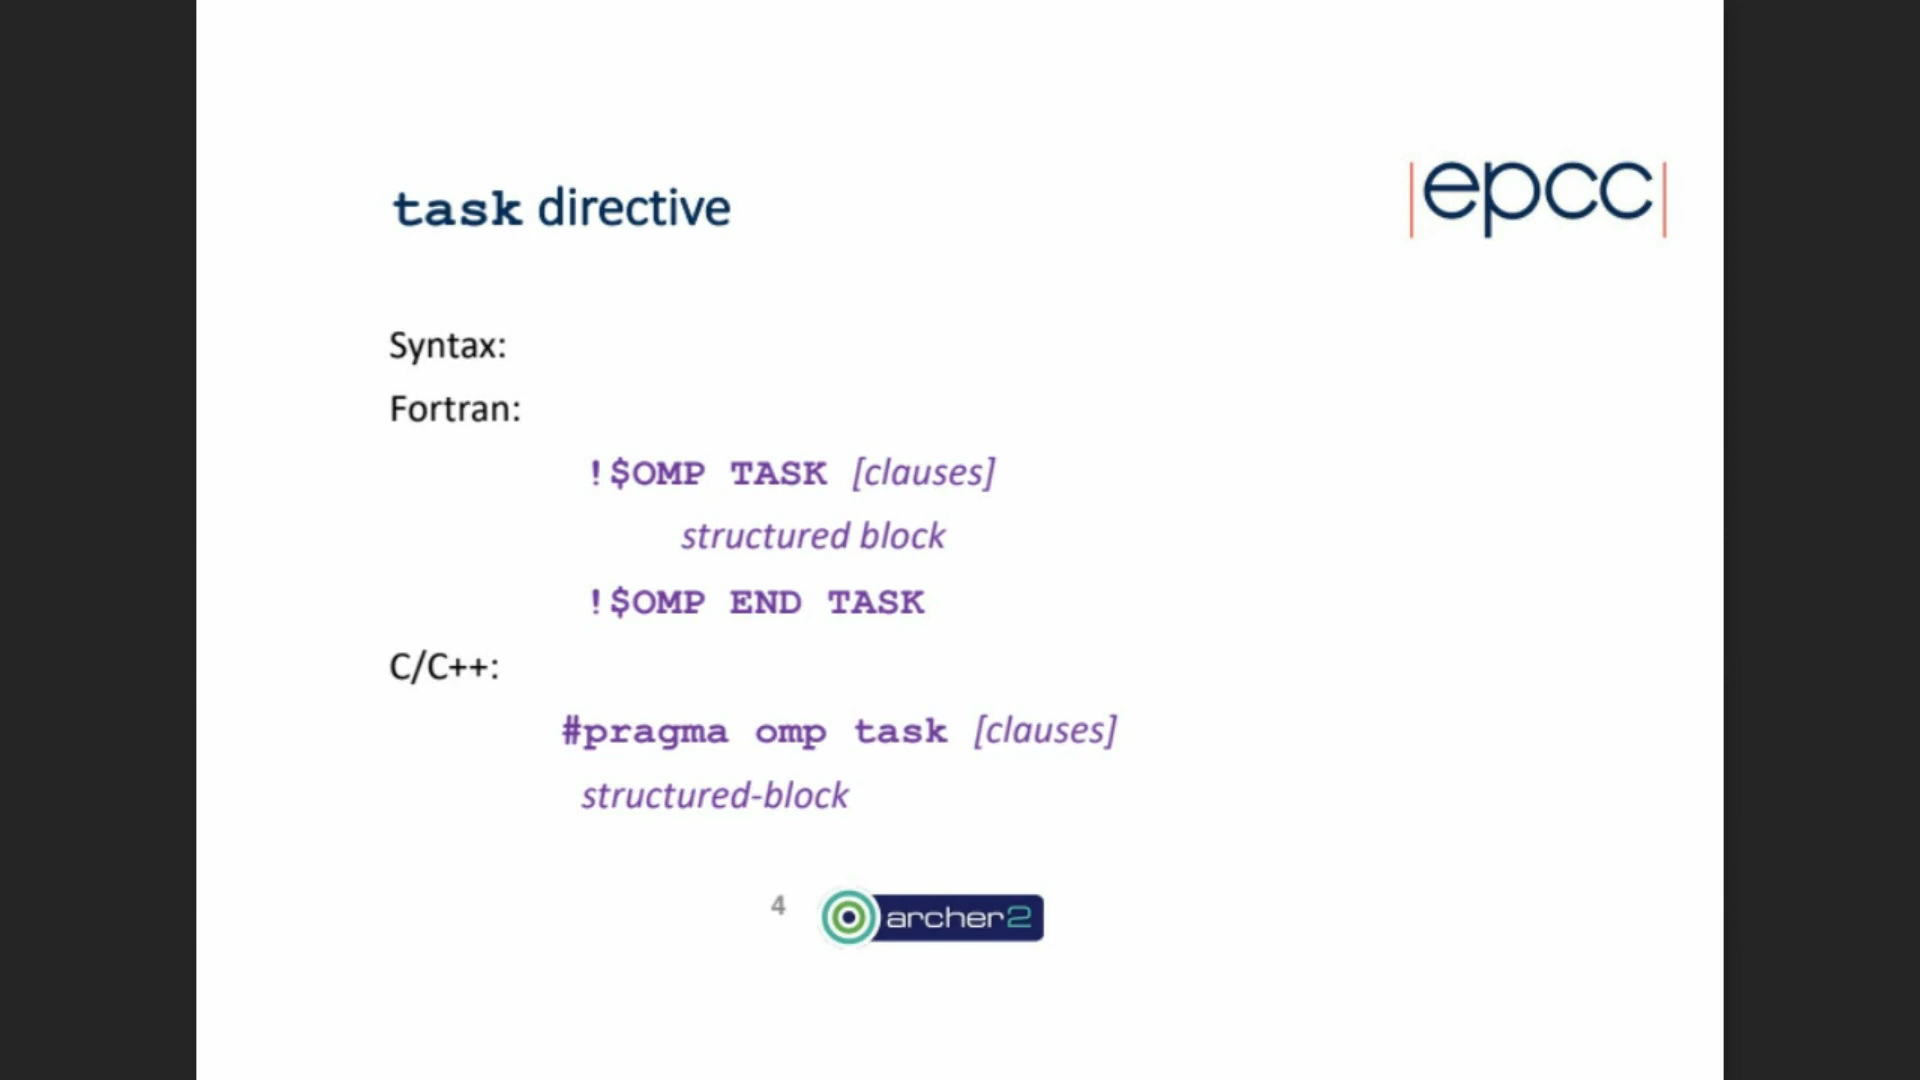 task directive
epcc
Syntax:
Fortran:
!$OMP TASK [clauses]
structured block
!$OMP END TASK
C/C++:
#pragma omp task [clauses]
structured-block
4
archer2